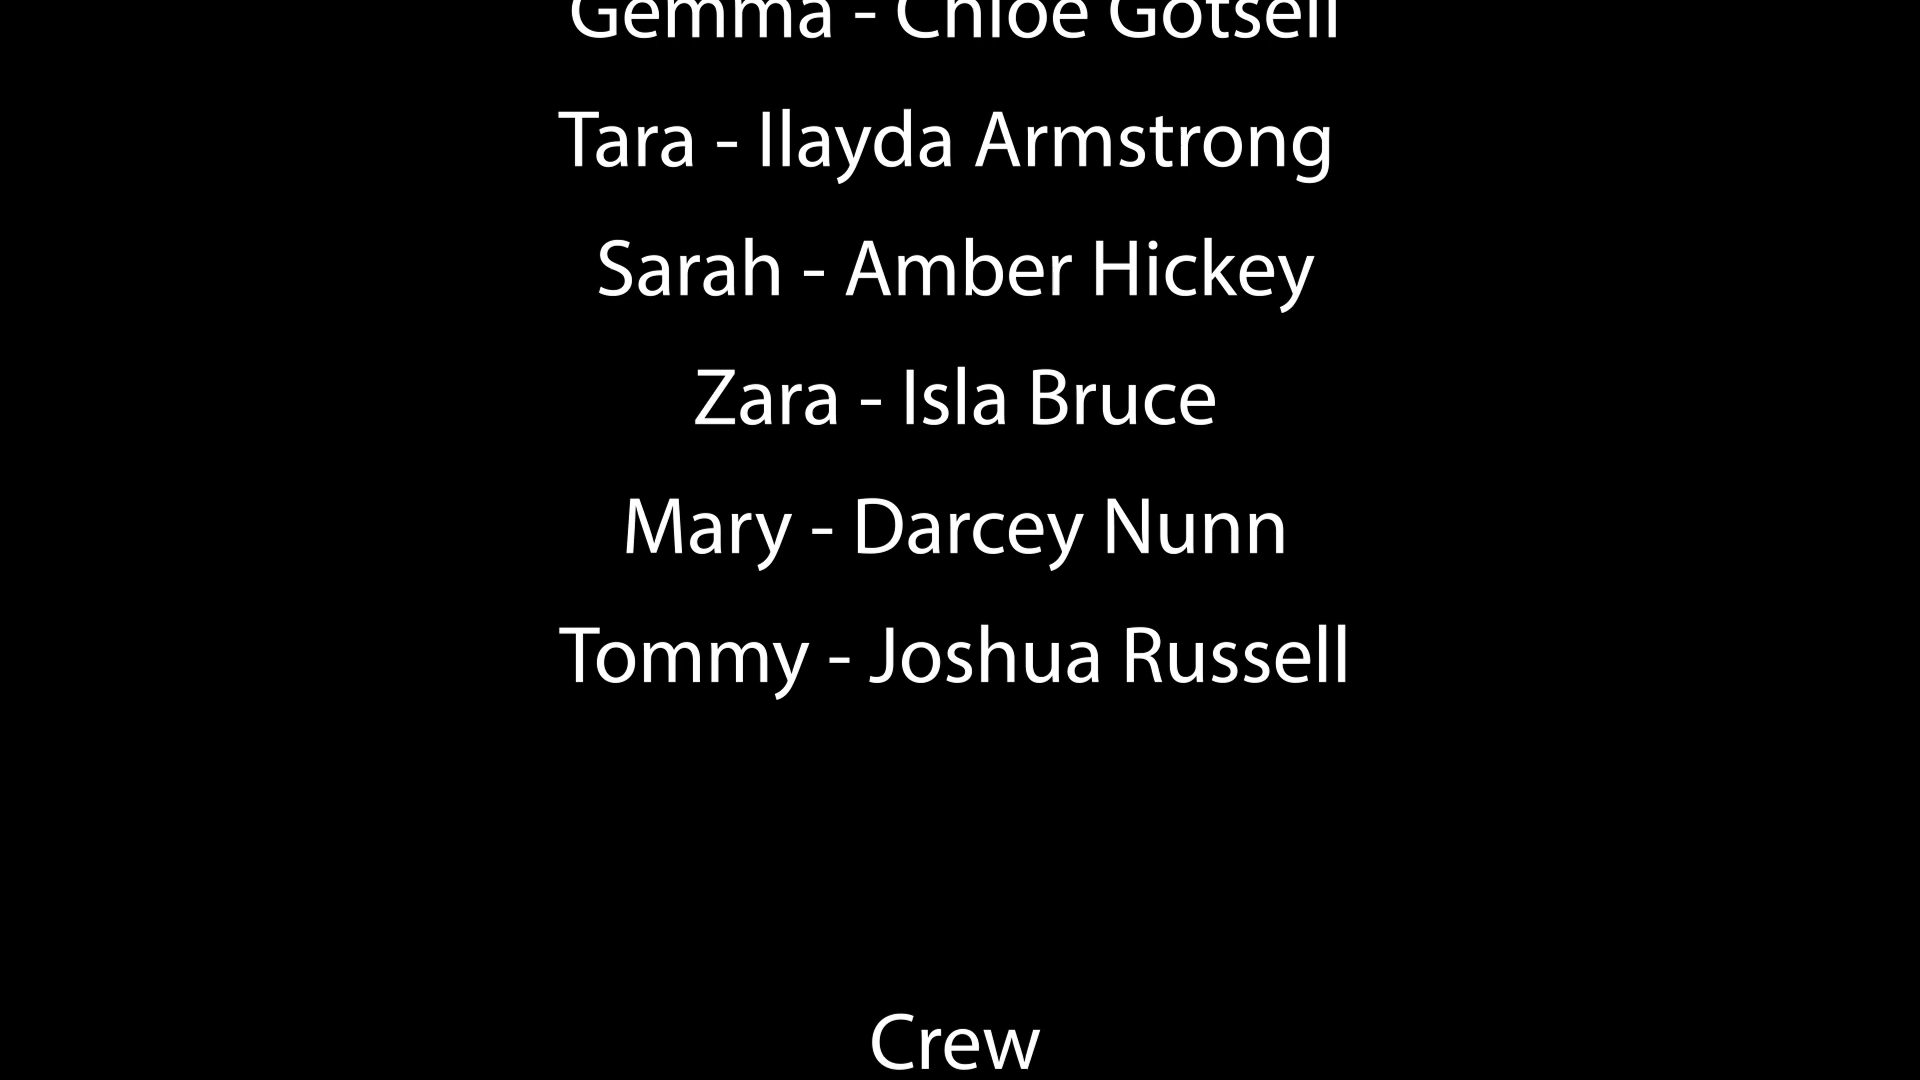 Gemma - Chloe Gotsell
Tara - Ilayda Armstrong
Sarah - Amber Hickey
Zara - Isla Bruce
Mary - Darcey Nunn
Tommy - Joshua Russell
Crew